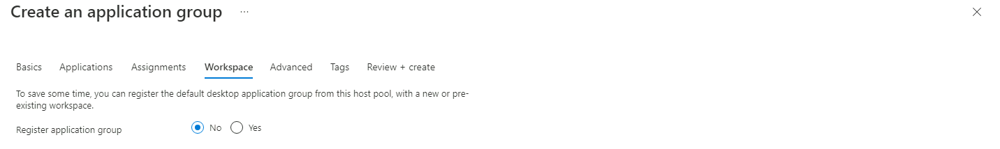 Create an application group ...
Basics Applications Assignments Workspace Advanced Tags Review + create
To save some time, you can register the default desktop application group from this host pool, with a new or pre-
existing workspace.
Register application group No Yes